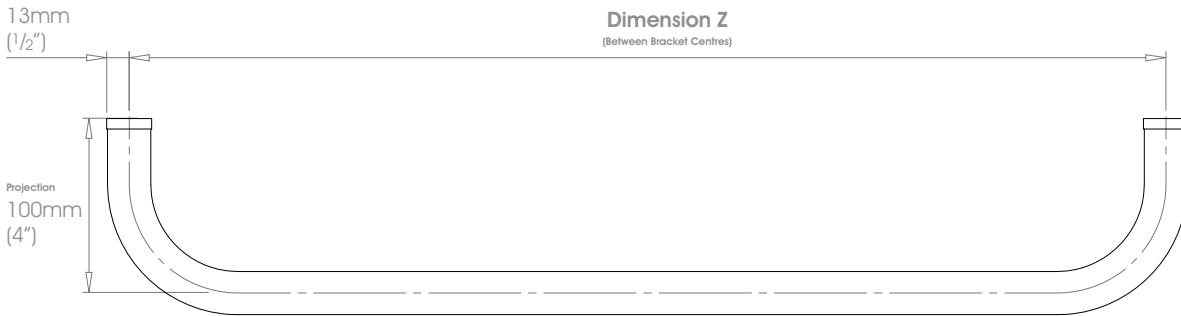 13mm
(1/2")
Dimension Z
(Between Bracket Centres)
Projection
100mm
(4")